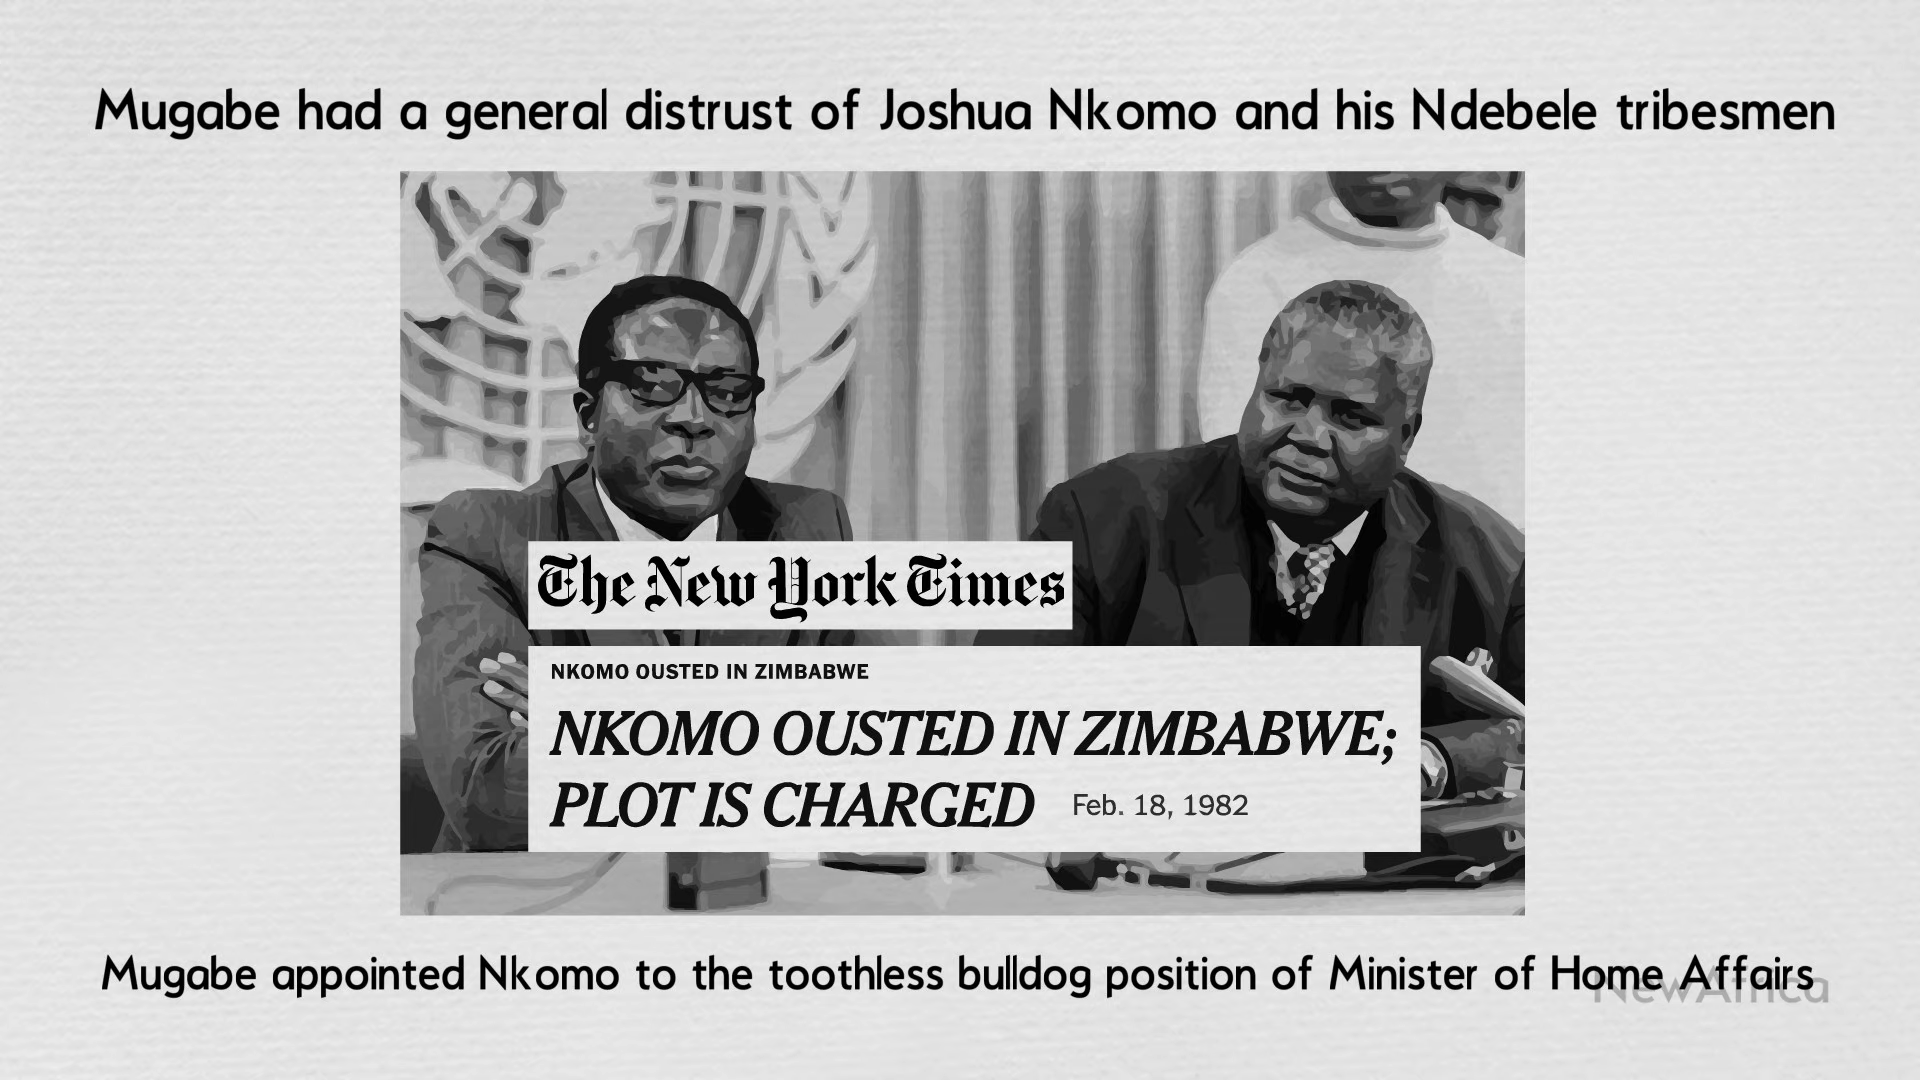 Mugabe had a general distrust of Joshua Nkomo and his Ndebele tribesmen
The New York Times
NKOMO OUSTED IN ZIMBABWE
NKOMO OUSTED IN ZIMBABWE;
PLOT IS CHARGED Feb. 18, 1982
Mugabe appointed Nkomo to the toothless bulldog position of Minister of Home Affairs
NewAfrica